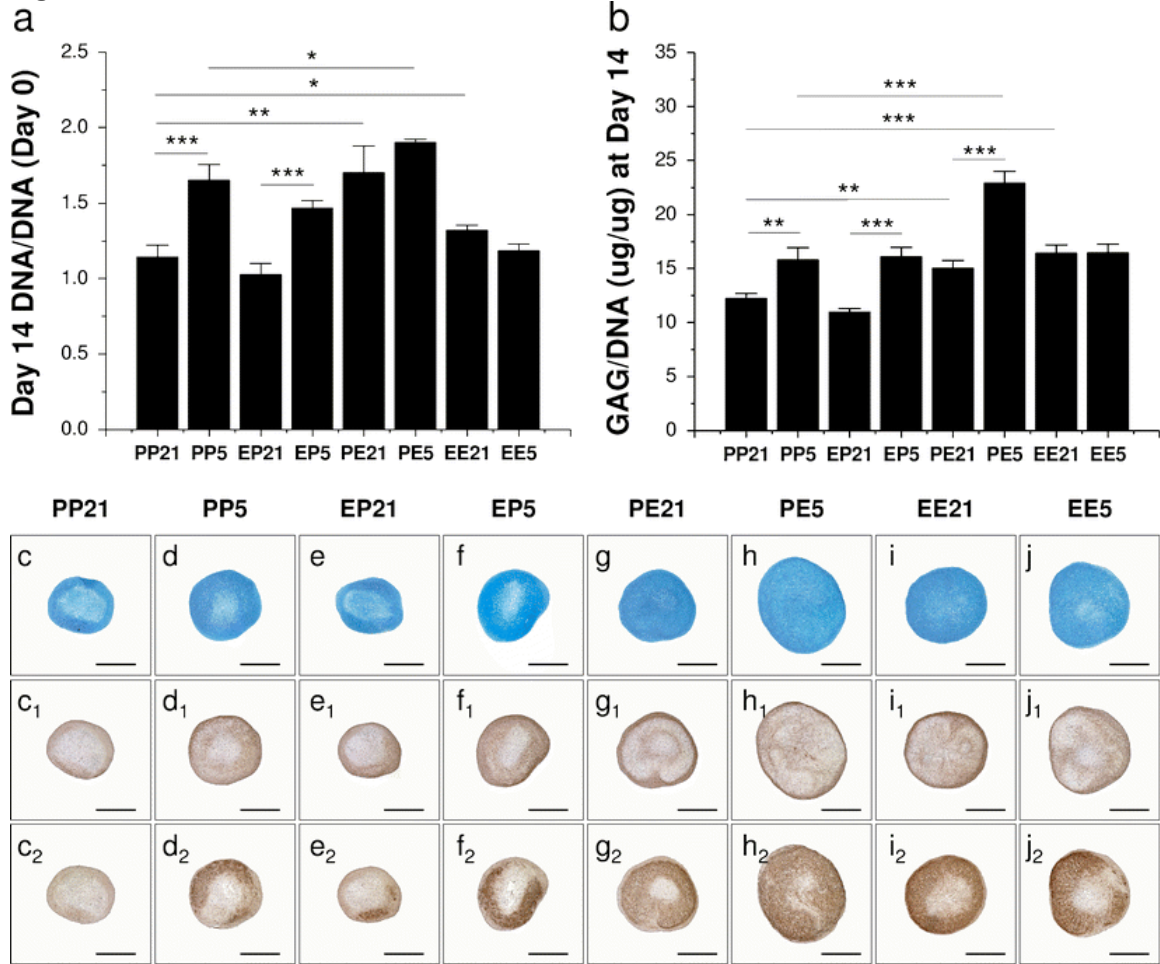 a
Day 14 DNA/DNA (Day 0)
2.5
2.0
1.5
1.0
0.5
0.0
*
*
**
***
***
PP21 PP5 EP21 EP5 PE21 PE5 EE21 EE5
b
GAG/DNA (ug/ug) at Day 14
35
30
25
20
15
10
5
0
***
***
***
**
**
***
PP21 PP5 EP21 EP5 PE21 PE5 EE21 EE5
PP21 PP5 EP21 EP5 PE21 PE5 EE21 EE5
c d e f g h i j
c1 d1 e1 f1 g1 h1 i1 j1
c2 d2 e2 f2 g2 h2 i2 j2